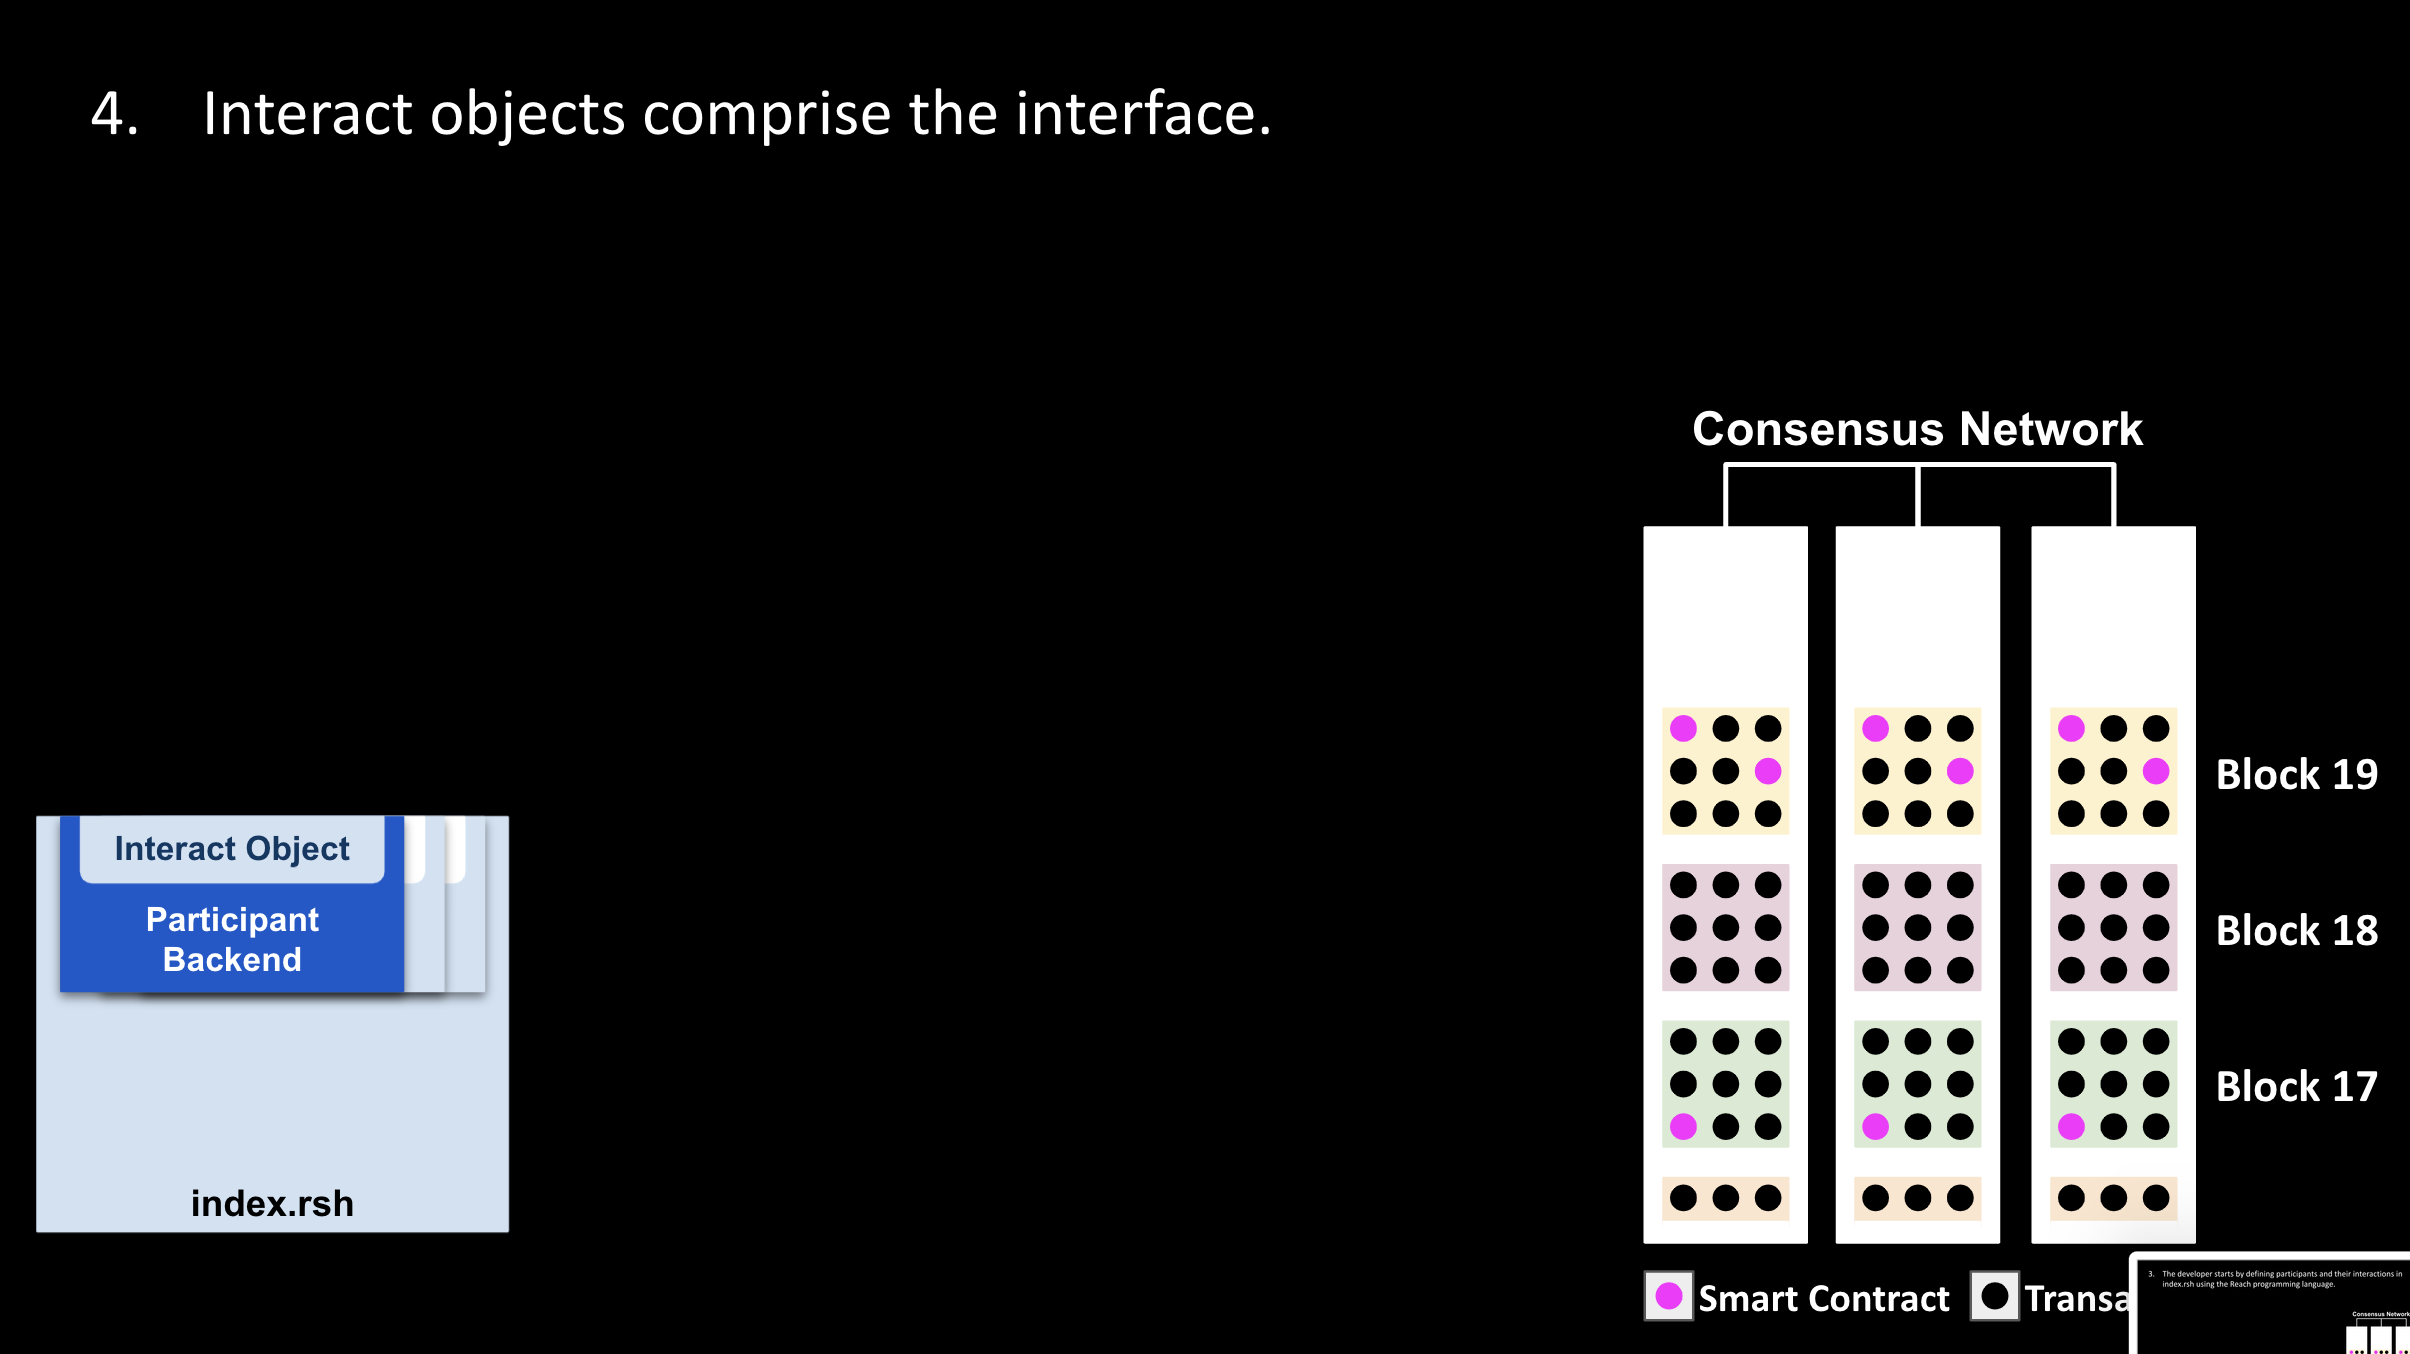 4. Interact objects comprise the interface.
Consensus Network
Block 19
Interact Object
Participant
Backend
Block 18
Block 17
index.rsh
Smart Contract
3. The developer starts by defining participants and their interactions in
index.rsh using the Reach programming language.
Consensus Network